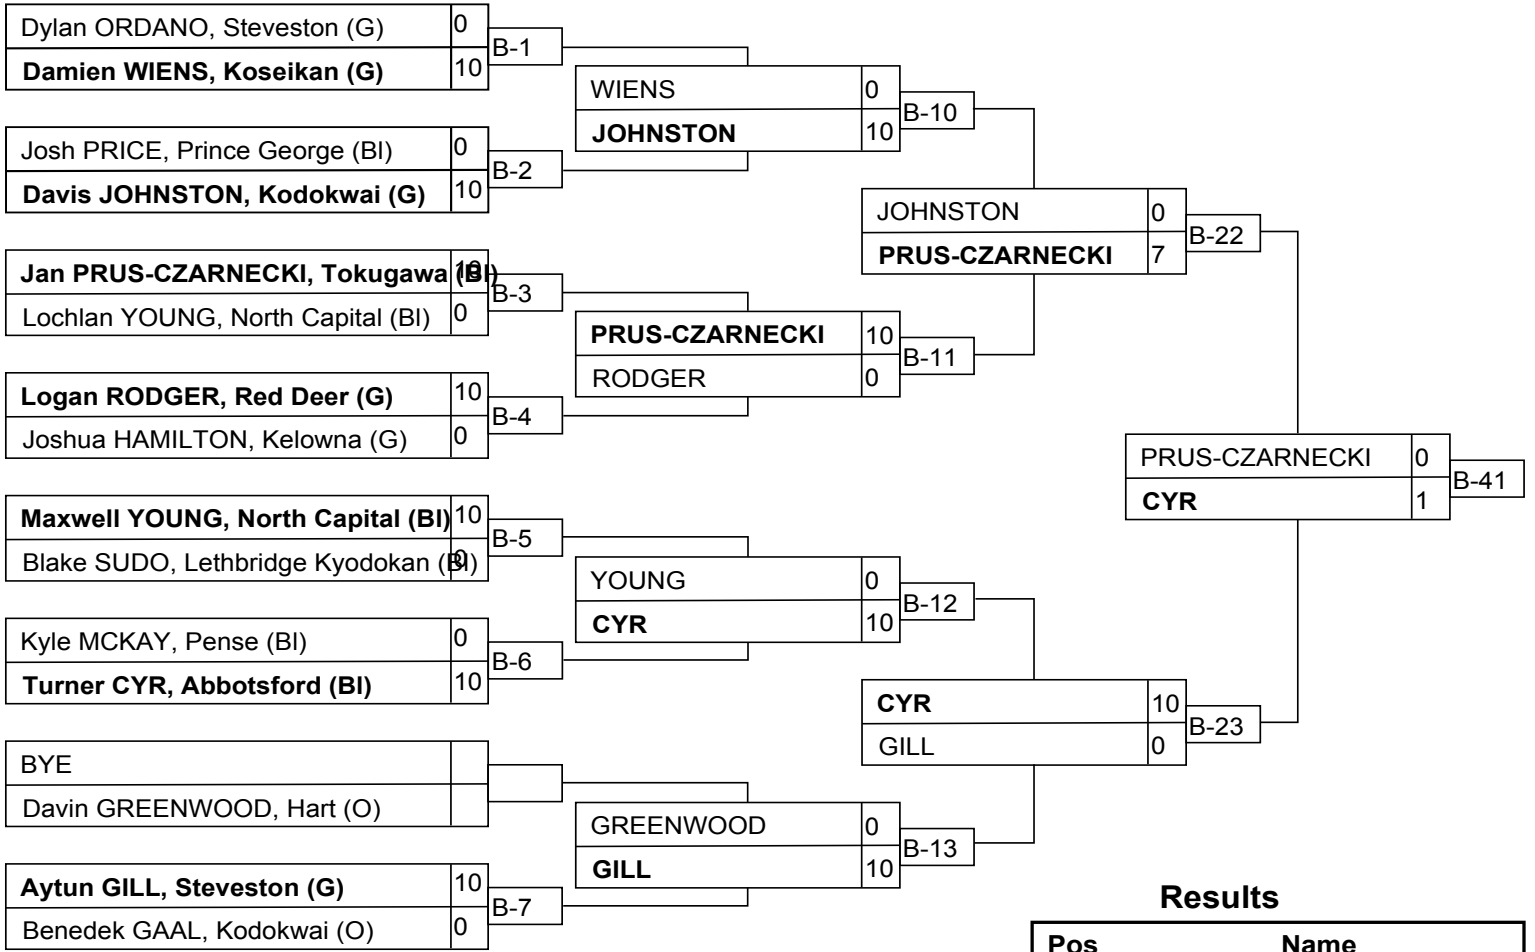 Dylan ORDANO, Steveston (G) 0
Damien WIENS, Koseikan (G) 10
B-1
Josh PRICE, Prince George (Bl) 0
Davis JOHNSTON, Kodokwai (G) 10
B-2
Jan PRUS-CZARNECKI, Tokugawa (Bl) 10
Lochlan YOUNG, North Capital (Bl) 0
B-3
Logan RODGER, Red Deer (G) 10
Joshua HAMILTON, Kelowna (G) 0
B-4
Maxwell YOUNG, North Capital (Bl) 10
Blake SUDO, Lethbridge Kyodokan (Bl) 0
B-5
Kyle MCKAY, Pense (Bl) 0
Turner CYR, Abbotsford (Bl) 10
B-6
BYE
Davin GREENWOOD, Hart (O)
Aytun GILL, Steveston (G) 10
Benedek GAAL, Kodokwai (O) 0
B-7
WIENS 0
JOHNSTON 10
B-10
PRUS-CZARNECKI 10
RODGER 0
B-11
YOUNG 0
CYR 10
B-12
GREENWOOD 0
GILL 10
B-13
JOHNSTON 0
PRUS-CZARNECKI 7
B-22
CYR 10
GILL 0
B-23
PRUS-CZARNECKI 0
CYR 1
B-41
Results
Pos Name